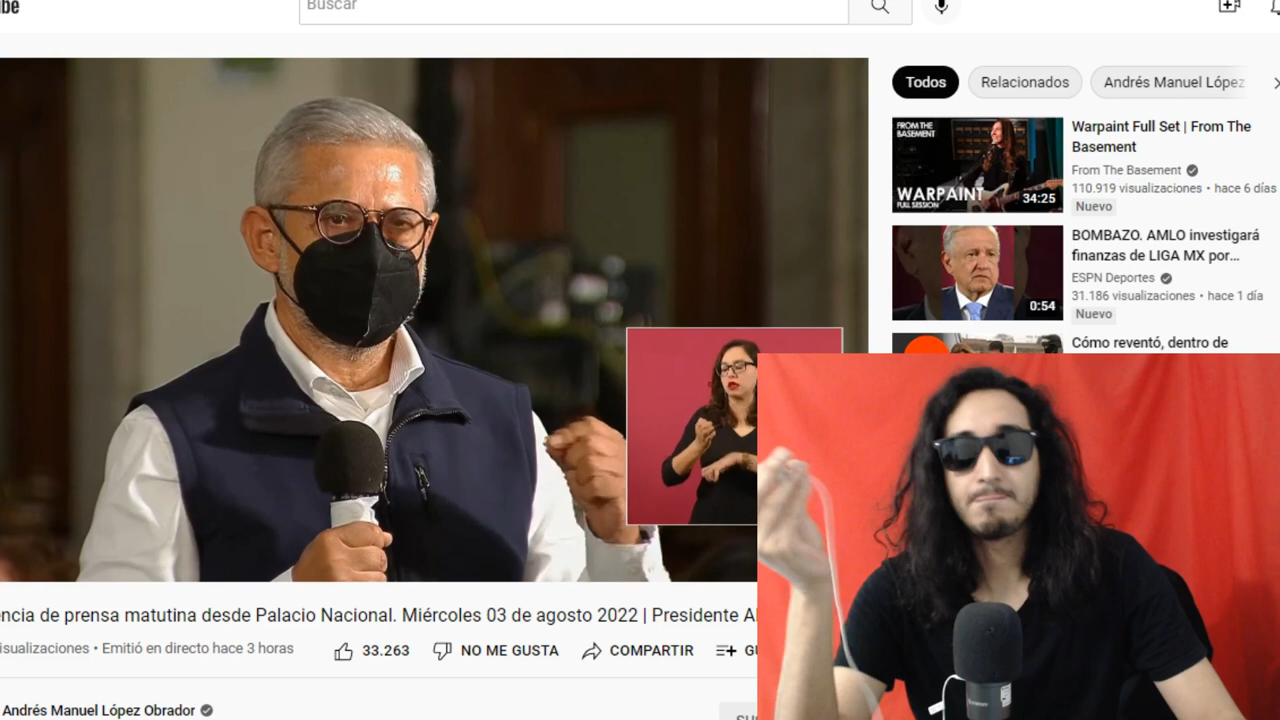 be
Buscar
Todos
Relacionados
Andrés Manuel López
FROM THE
BASEMENT
WARPAINT
FULL SESSION
34:25
Warpaint Full Set | From The
Basement
From The Basement
110.919 visualizaciones • hace 6 días
Nuevo
0:54
BOMBAZO. AMLO investigará
finanzas de LIGA MX por...
ESPN Deportes
31.186 visualizaciones • hace 1 día
Nuevo
Cómo reventó, dentro de
encia de prensa matutina desde Palacio Nacional. Miércoles 03 de agosto 2022 | Presidente A
isualizaciones • Emitió en directo hace 3 horas
33.263
NO ME GUSTA
COMPARTIR
GU
Andrés Manuel López Obrador
SU